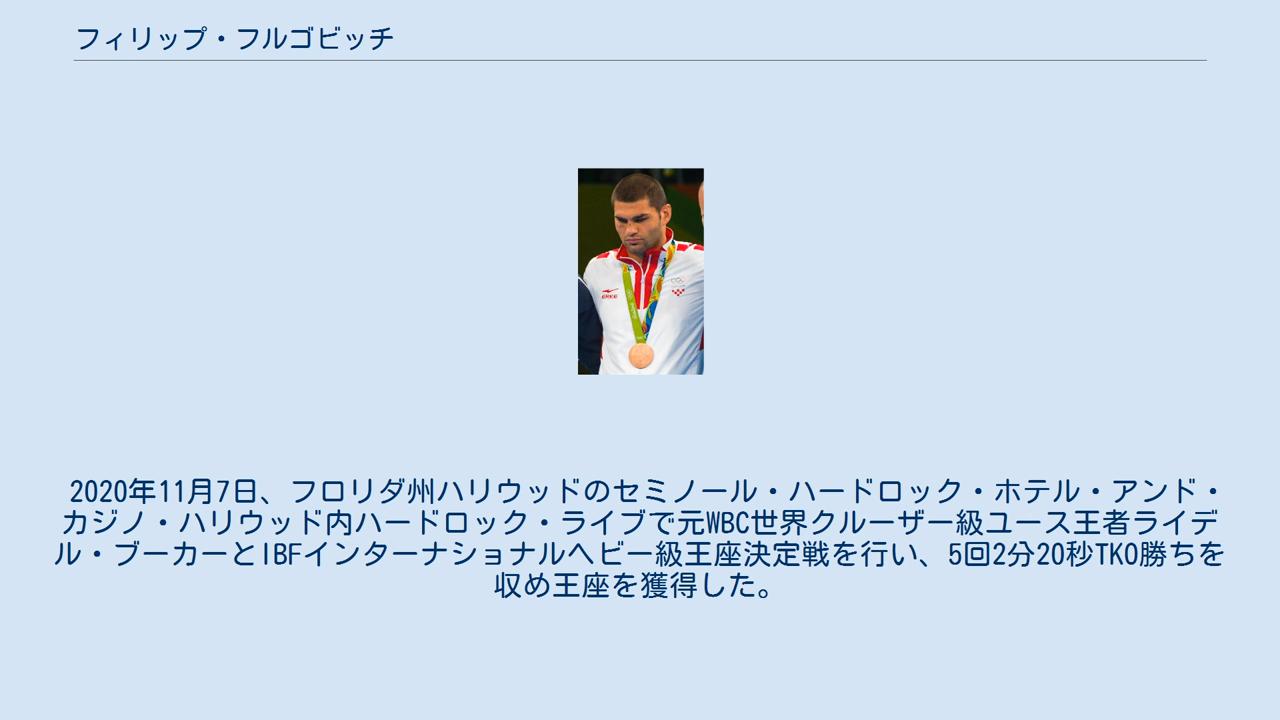 フィリップ・フルゴビッチ
ERKE
2020年11月7日、フロリダ州ハリウッドのセミノール・ハードロック・ホテル・アンド・
カジノ・ハリウッド内ハードロック・ライブで元WBC世界クルーザー級ユース王者ライデ
ル・ブーカーとIBFインターナショナルヘビー級王座決定戦を行い、5回2分20秒TKO勝ちを
収め王座を獲得した。